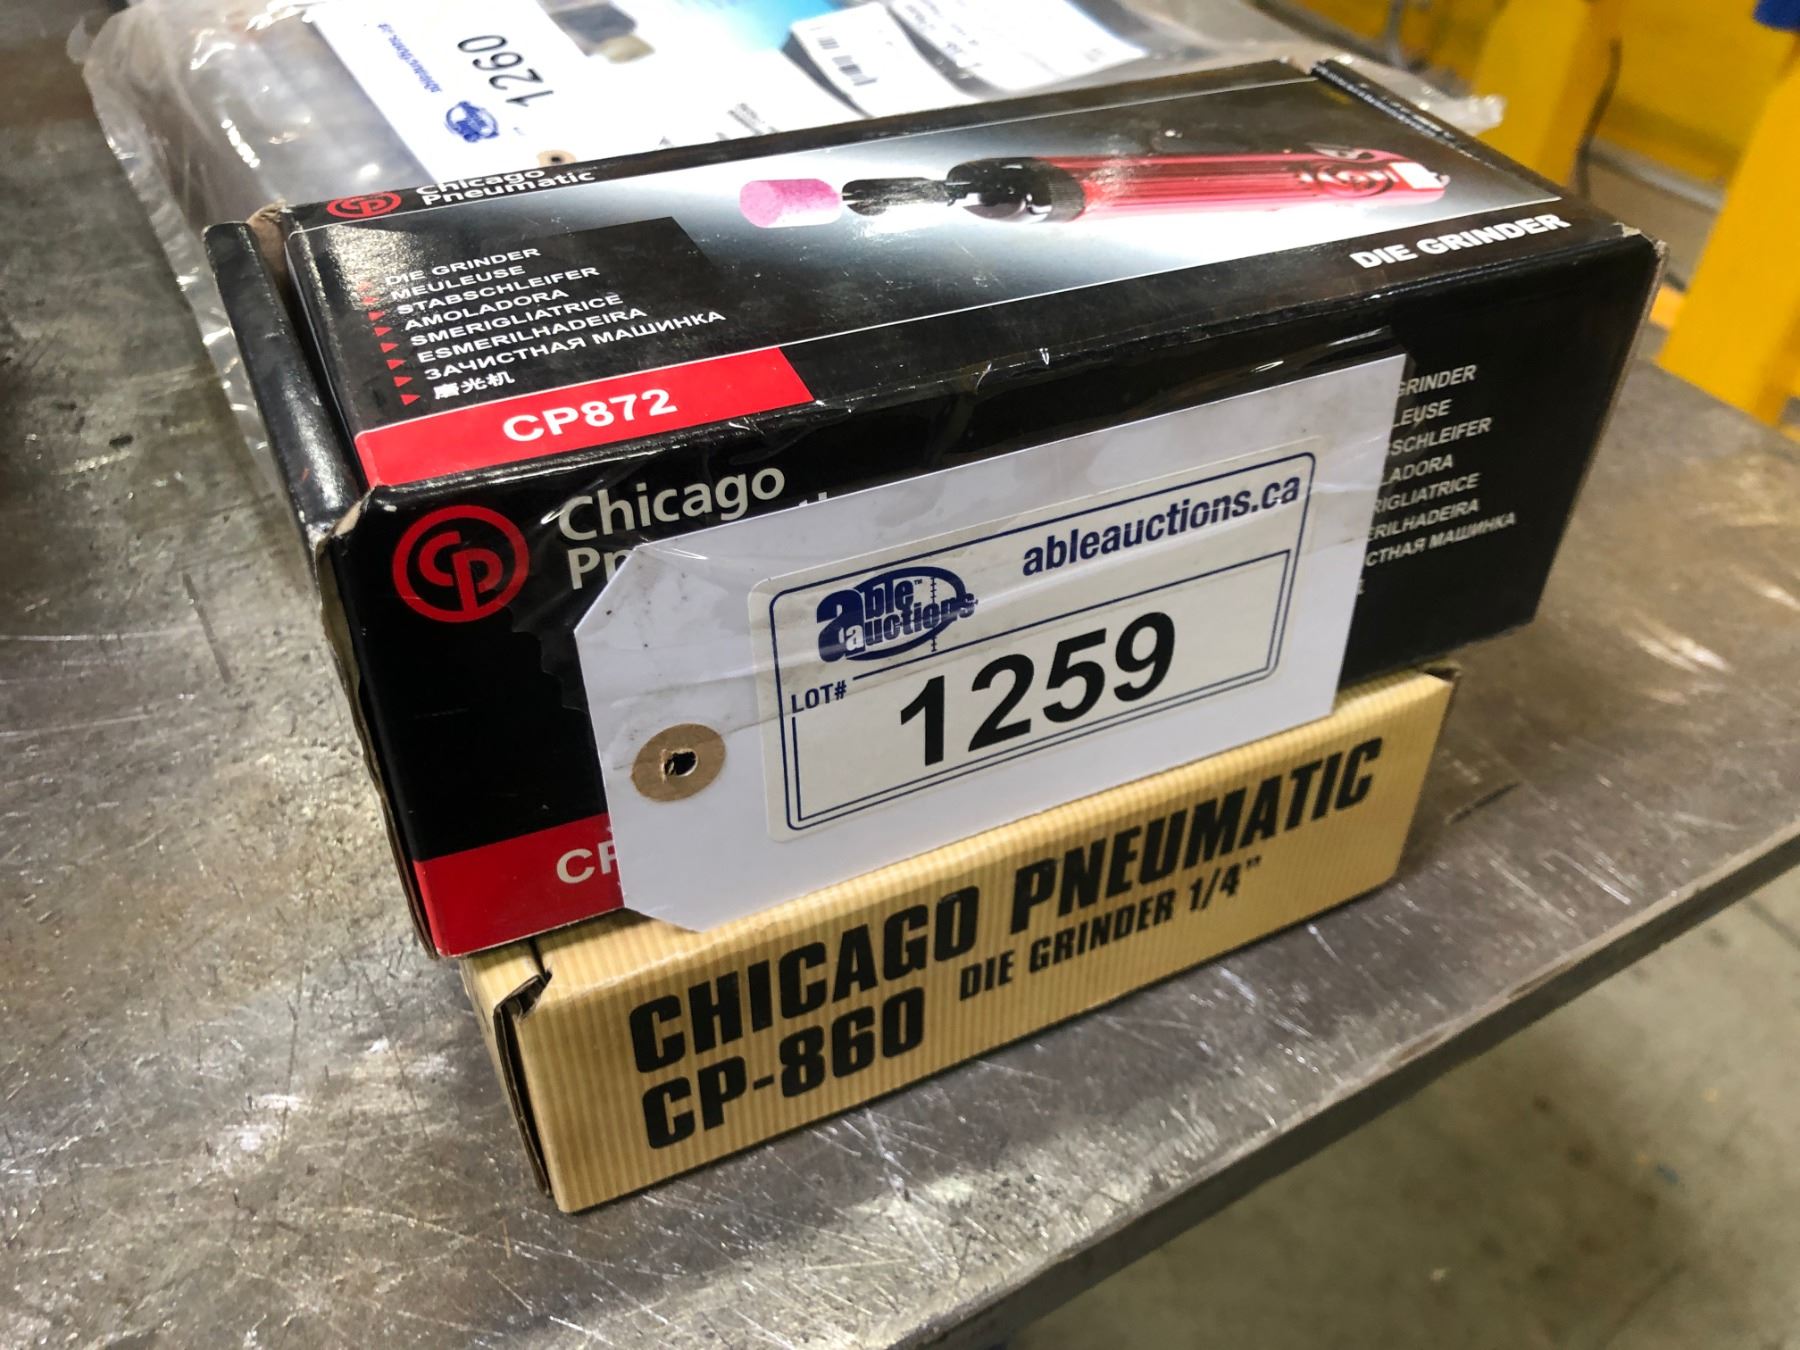 1260
Chicago
Pneumatic
DIE GRINDER
MEULEUSE
STABSCHLEIFER
AMOLADORA
SMERIGLIATRICE
ESMERILHADEIRA
ЗАЧИСТНАЯ МАШИНКА
磨光机
CP872
DIE GRINDER
CP
Chicago
GRINDER
LEUSE
SCHLEIFER
LADORA
RIGLIATRICE
ERILHADEIRA
СТНАЯ МАШИНКА
ableauctions.ca
able auctions™
LOT#
1259
CHICAGO PNEUMATIC
CP-860 DIE GRINDER 1/4"